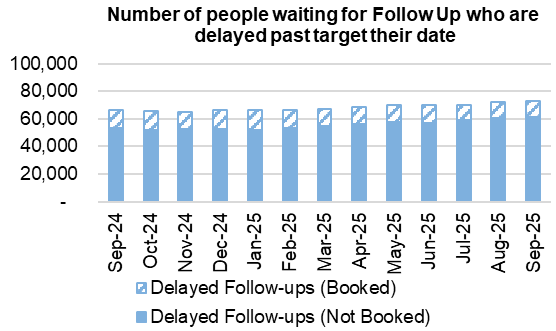 Number of people waiting for Follow Up who are
delayed past target their date
100,000
80,000
60,000
40,000
20,000
-
Sep-24
Oct-24
Nov-24
Dec-24
Jan-25
Feb-25
Mar-25
Apr-25
May-25
Jun-25
Jul-25
Aug-25
Sep-25
Delayed Follow-ups (Booked)
Delayed Follow-ups (Not Booked)